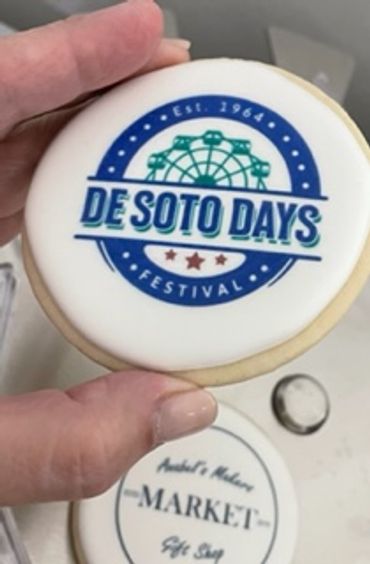 Est. 1964
DE SOTO DAYS
FESTIVAL
MARKET
Gift Shop